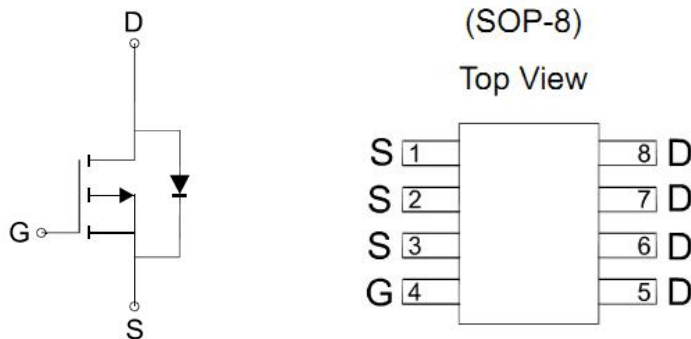 D
G
S
(SOP-8)
Top View
S 1 8 D
S 2 7 D
S 3 6 D
G 4 5 D